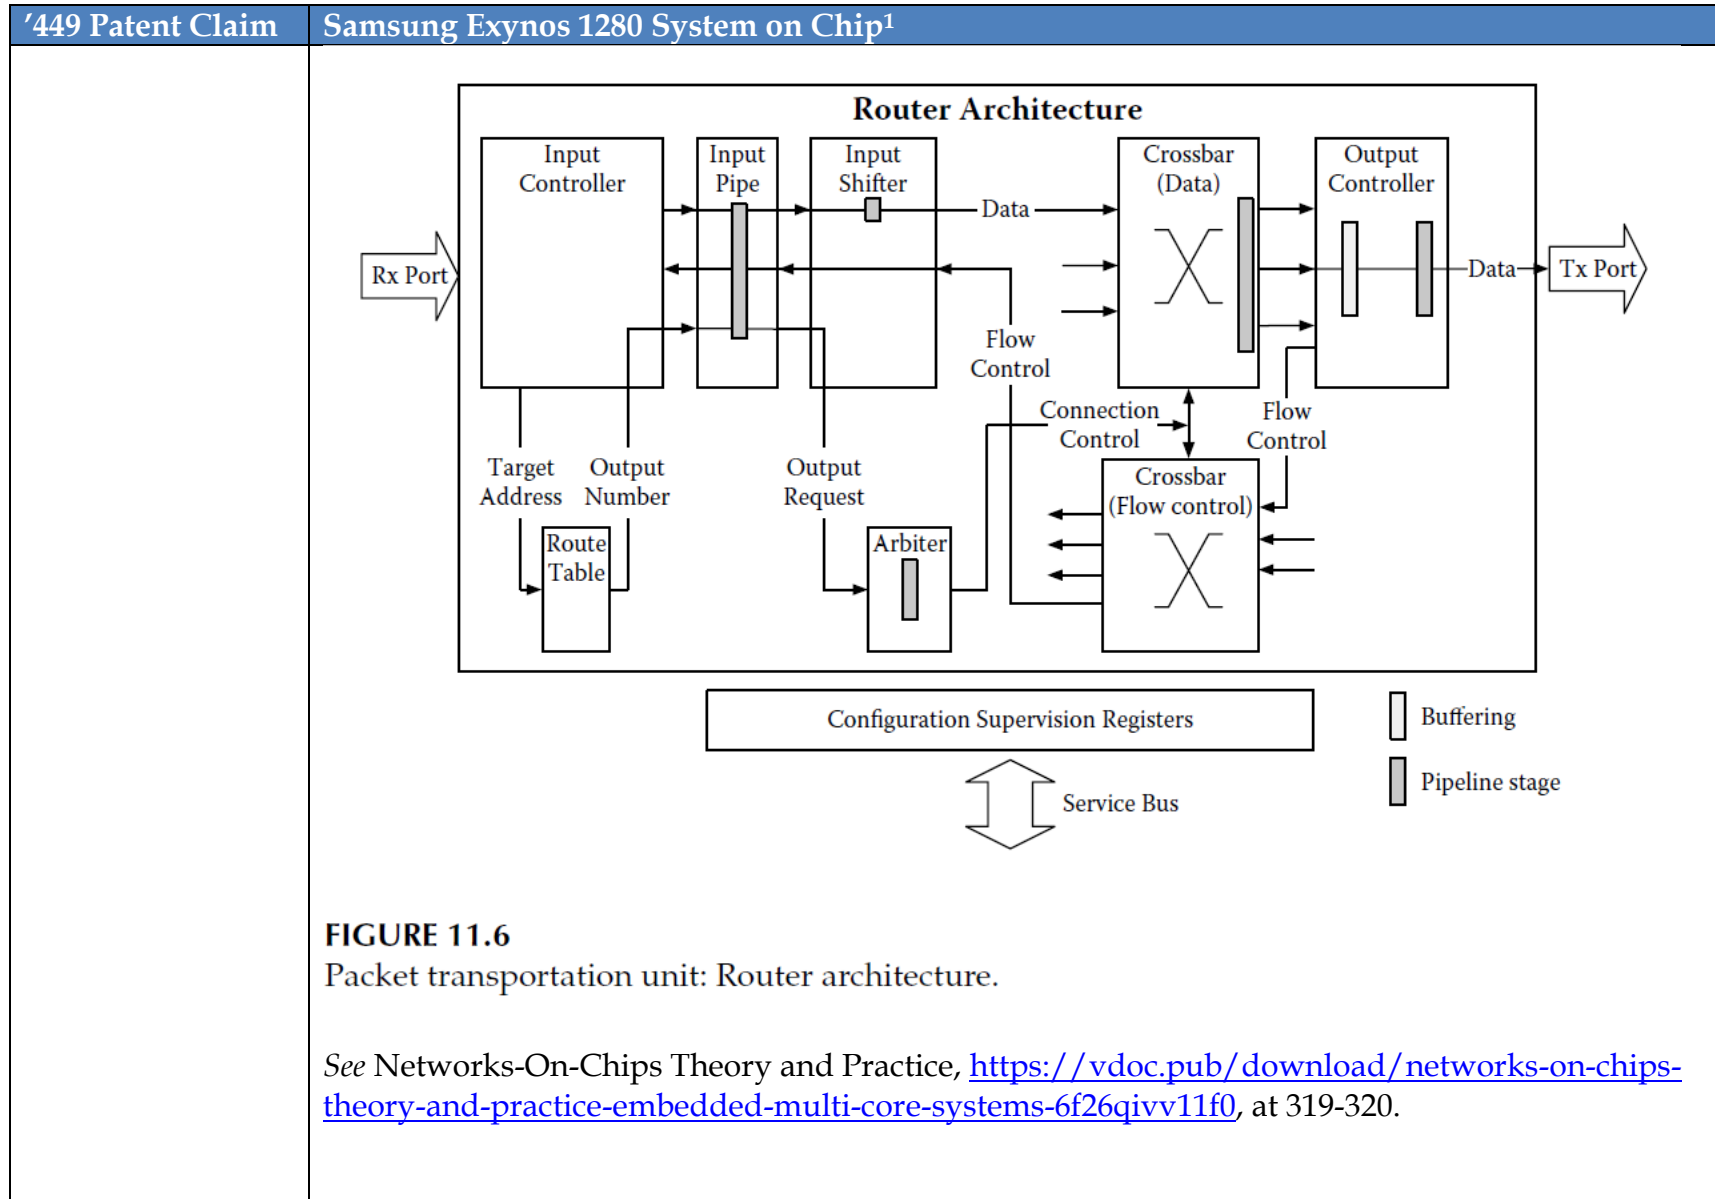 ’449 Patent Claim
Samsung Exynos 1280 System on Chip¹
Router Architecture
Input
Controller
Input
Pipe
Input
Shifter
Crossbar
(Data)
Output
Controller
Data
Rx Port
Data
Tx Port
Flow
Control
Connection
Control
Flow
Control
Target
Address
Output
Number
Output
Request
Crossbar
(Flow control)
Route
Table
Arbiter
Configuration Supervision Registers
Buffering
Pipeline stage
Service Bus
FIGURE 11.6
Packet transportation unit: Router architecture.
See Networks-On-Chips Theory and Practice, https://vdoc.pub/download/networks-on-chips-
theory-and-practice-embedded-multi-core-systems-6f26qivv11f0, at 319-320.